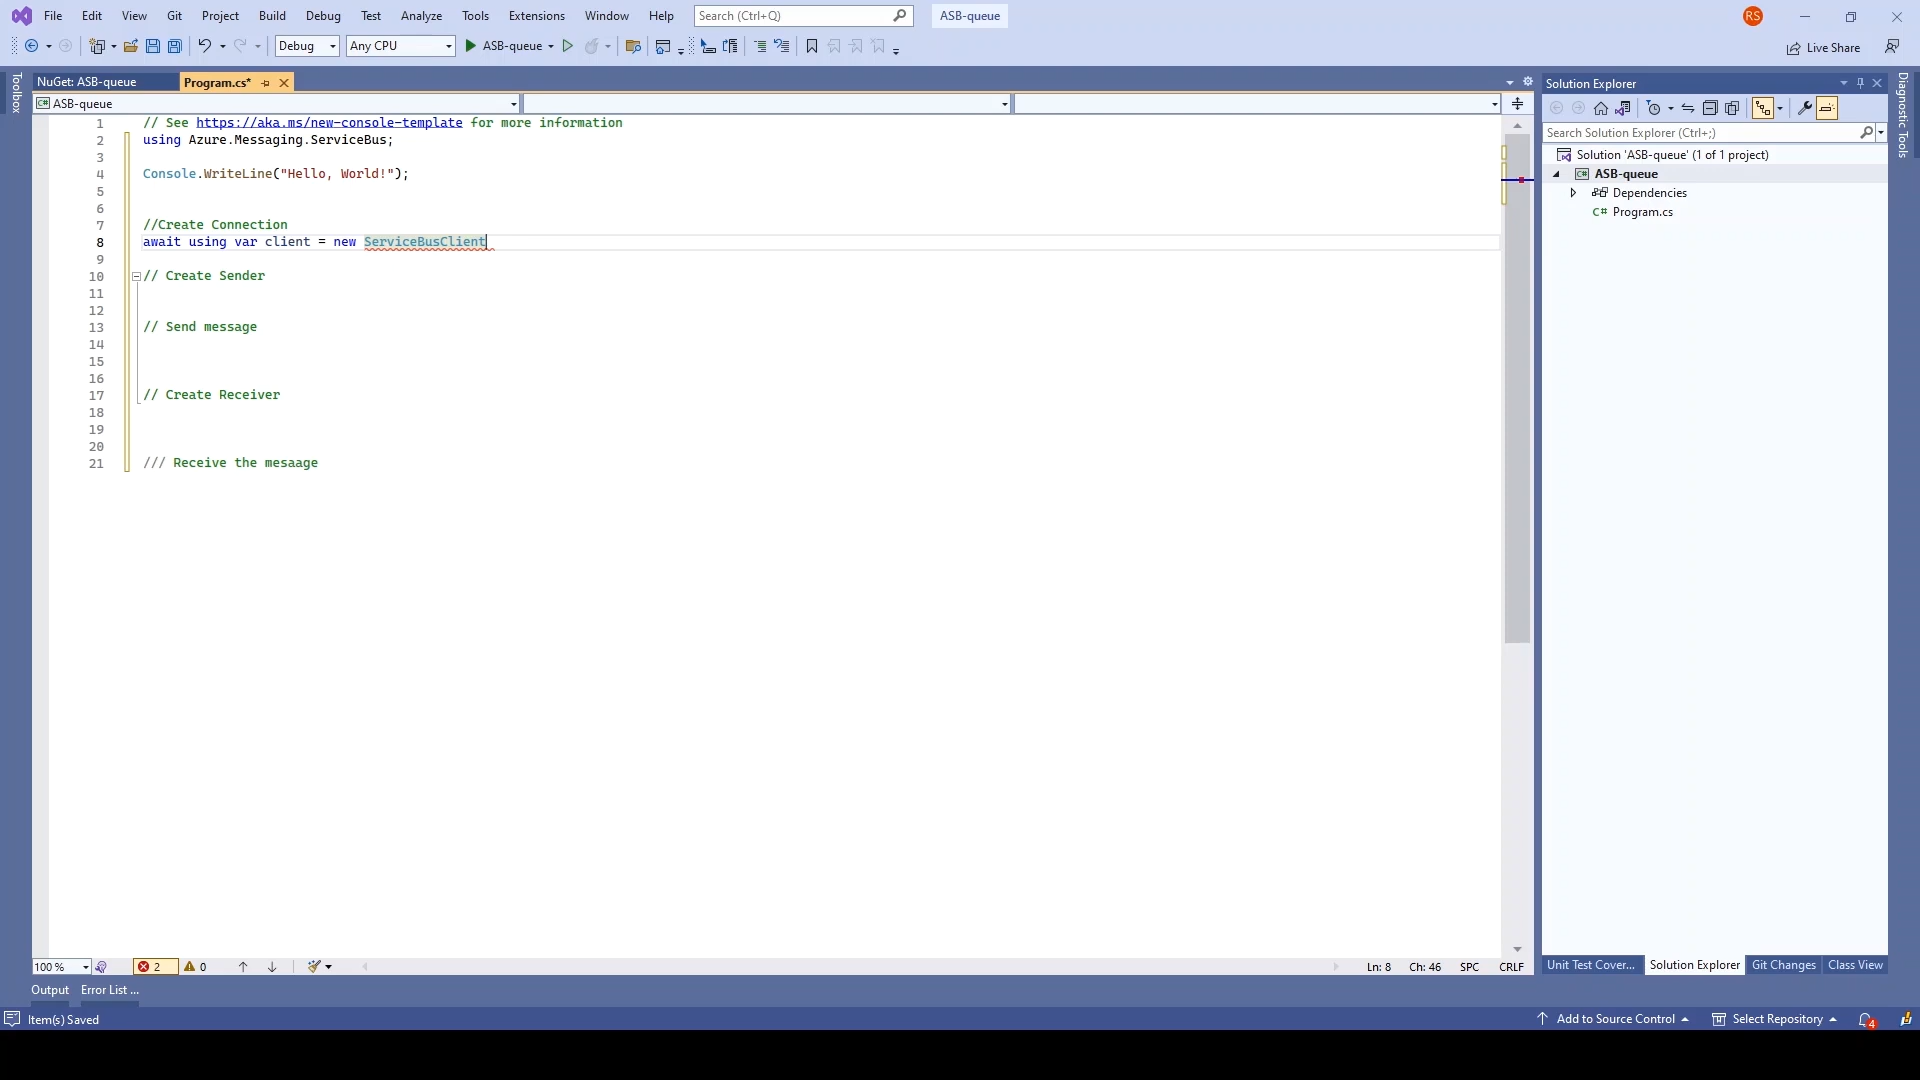 File Edit View Git Project Build Debug Test Analyze Tools Extensions Window Help Search (Ctrl+Q) ASB-queue RS
Debug Any CPU ASB-queue Live Share
Toolbox
NuGet: ASB-queue Program.cs*
ASB-queue
1 // See https://aka.ms/new-console-template for more information
2 using Azure.Messaging.ServiceBus;
3
4 Console.WriteLine("Hello, World!");
5
6
7 //Create Connection
8 await using var client = new ServiceBusClient
9
10 // Create Sender
11
12
13 // Send message
14
15
16
17 // Create Receiver
18
19
20
21 /// Receive the mesaage
100 % 2 0 Ln: 8 Ch: 46 SPC CRLF
Solution Explorer
Search Solution Explorer (Ctrl+;)
Solution 'ASB-queue' (1 of 1 project)
C# ASB-queue
Dependencies
C# Program.cs
Unit Test Cover... Solution Explorer Git Changes Class View
Diagnostic Tools
Output Error List ...
Item(s) Saved Add to Source Control Select Repository 4